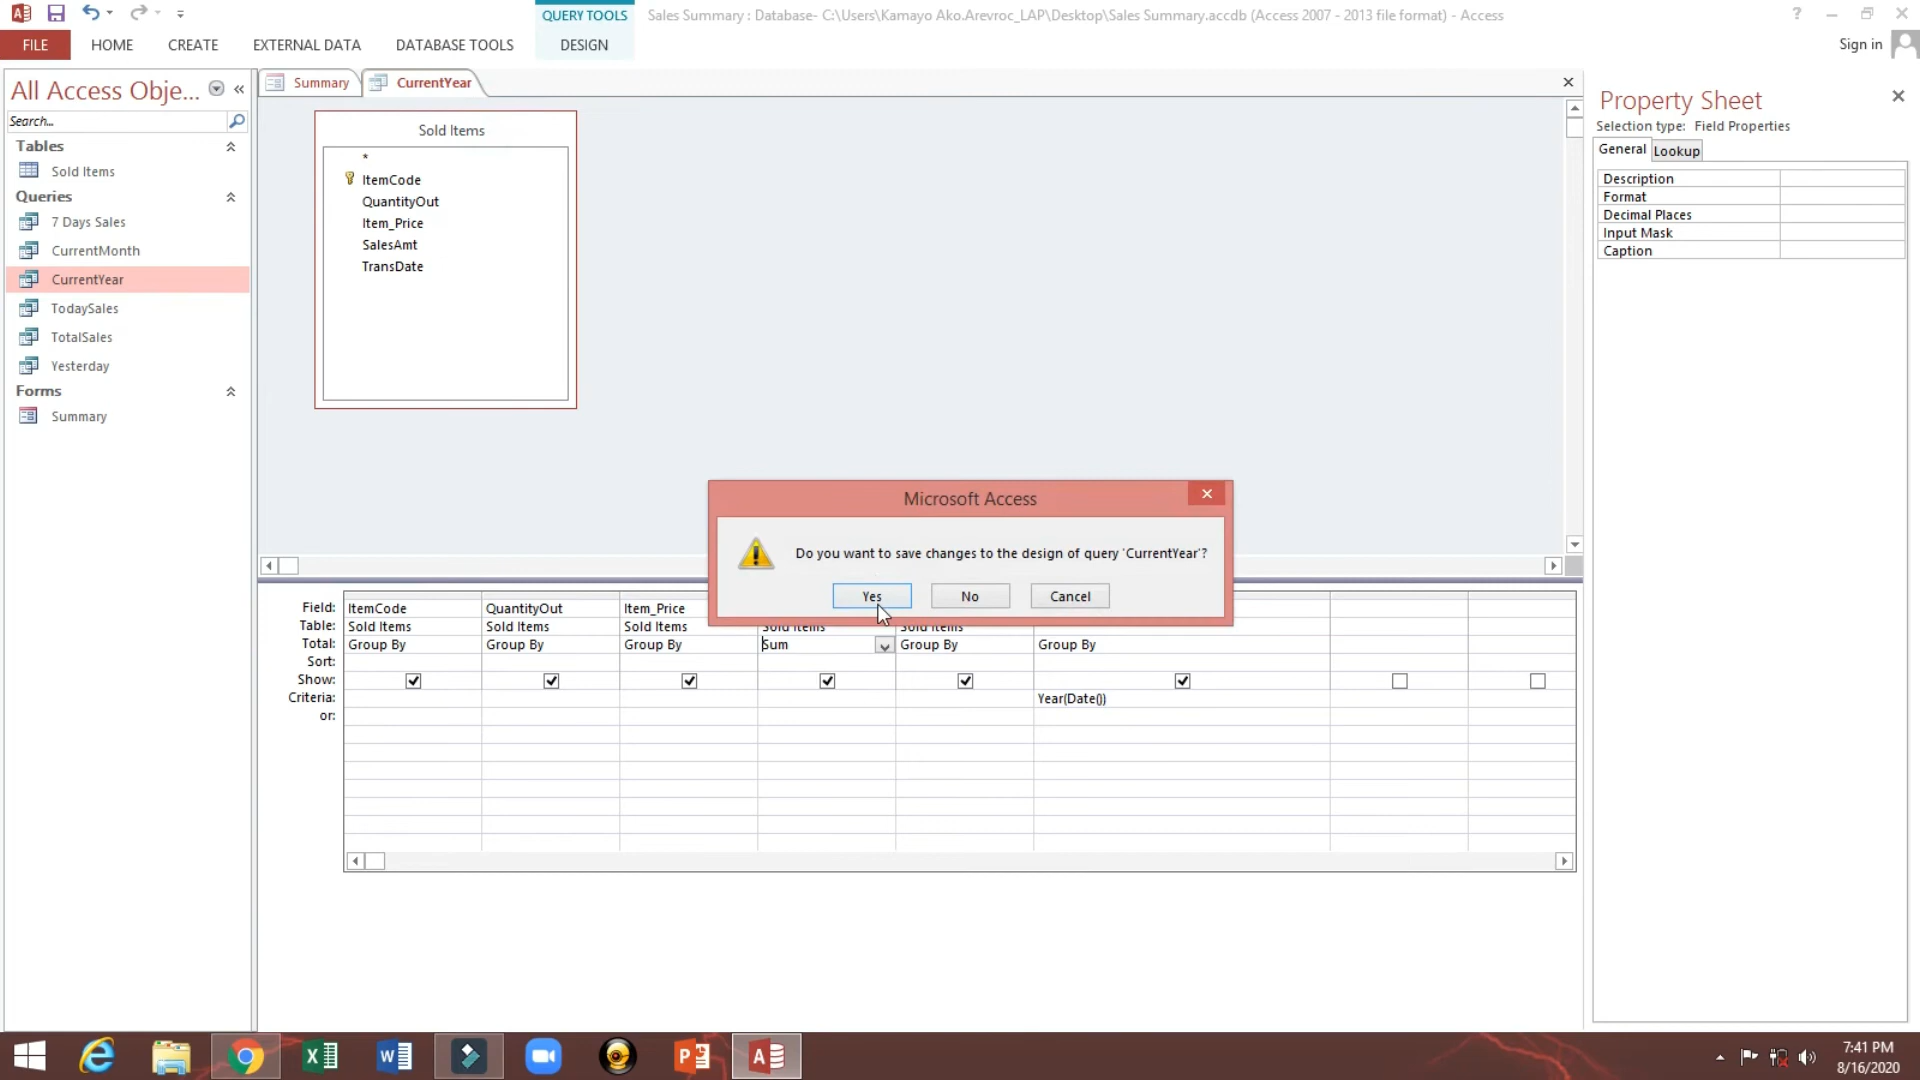 QUERY TOOLS
Sales Summary : Database- C:\Users\Kamayo Ako.Arevroc_LAP\Desktop\Sales Summary.accdb (Access 2007 - 2013 file format) - Access
FILE HOME CREATE EXTERNAL DATA DATABASE TOOLS DESIGN
Sign in
All Access Obje...
Search...
Tables
Sold Items
Queries
7 Days Sales
CurrentMonth
CurrentYear
TodaySales
TotalSales
Yesterday
Forms
Summary
Summary
CurrentYear
Sold Items
*
ItemCode
QuantityOut
Item_Price
SalesAmt
TransDate
Microsoft Access
Do you want to save changes to the design of query 'CurrentYear'?
Yes No Cancel
Field: ItemCode QuantityOut Item_Price
Table: Sold Items Sold Items Sold Items Sold Items Sold Items
Total: Group By Group By Group By Sum Group By Group By
Sort:
Show:
Criteria: Year(Date())
or:
Property Sheet
Selection type: Field Properties
General Lookup
Description
Format
Decimal Places
Input Mask
Caption
7:41 PM
8/16/2020